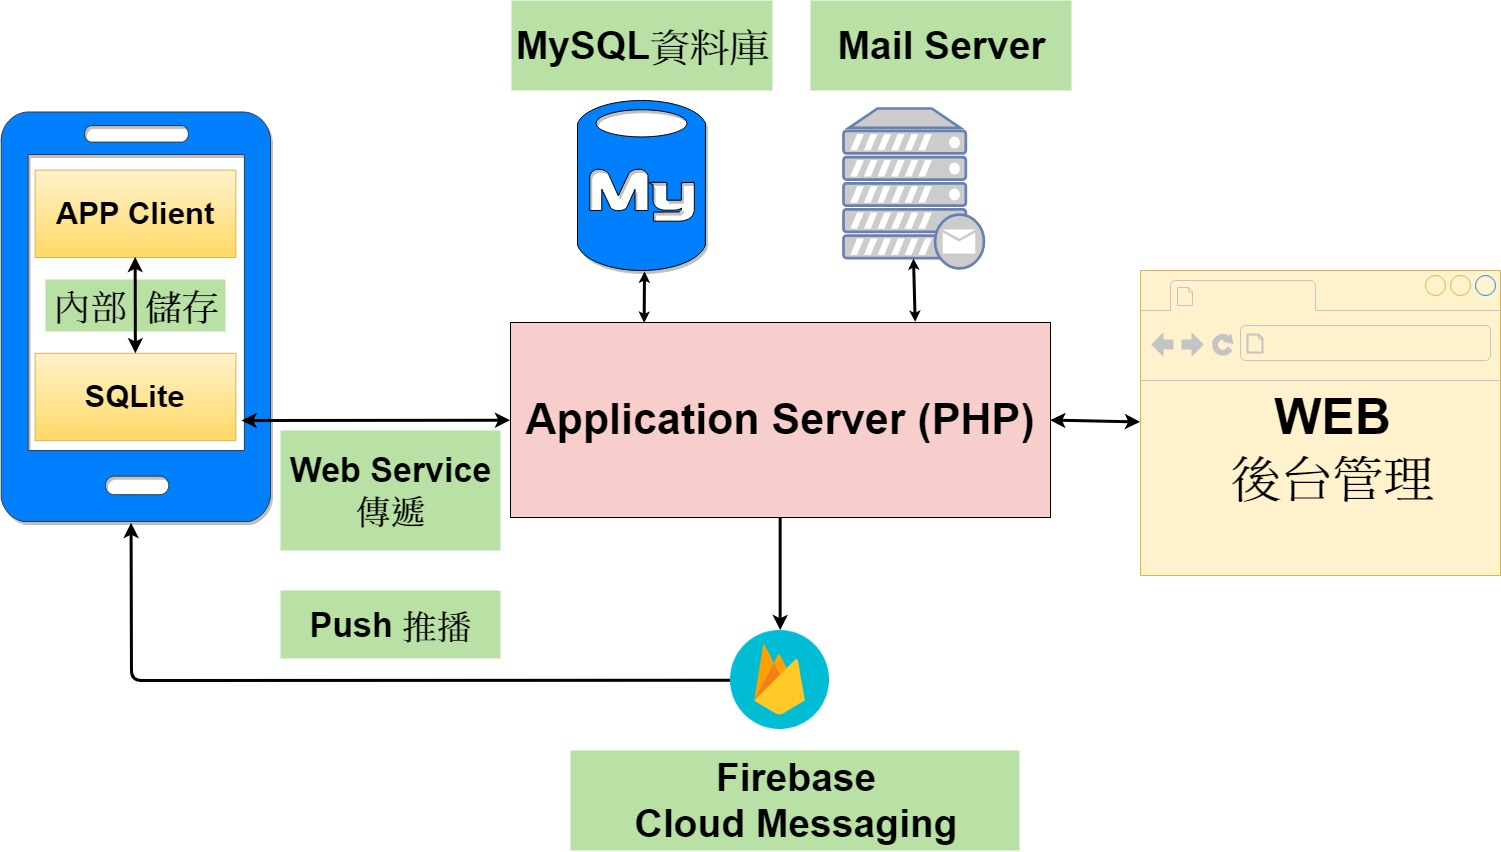 MySQL資料庫
Mail Server
My
APP Client
內部 儲存
SQLite
Web Service
傳遞
Application Server (PHP)
WEB
後台管理
Push 推播
Firebase
Cloud Messaging